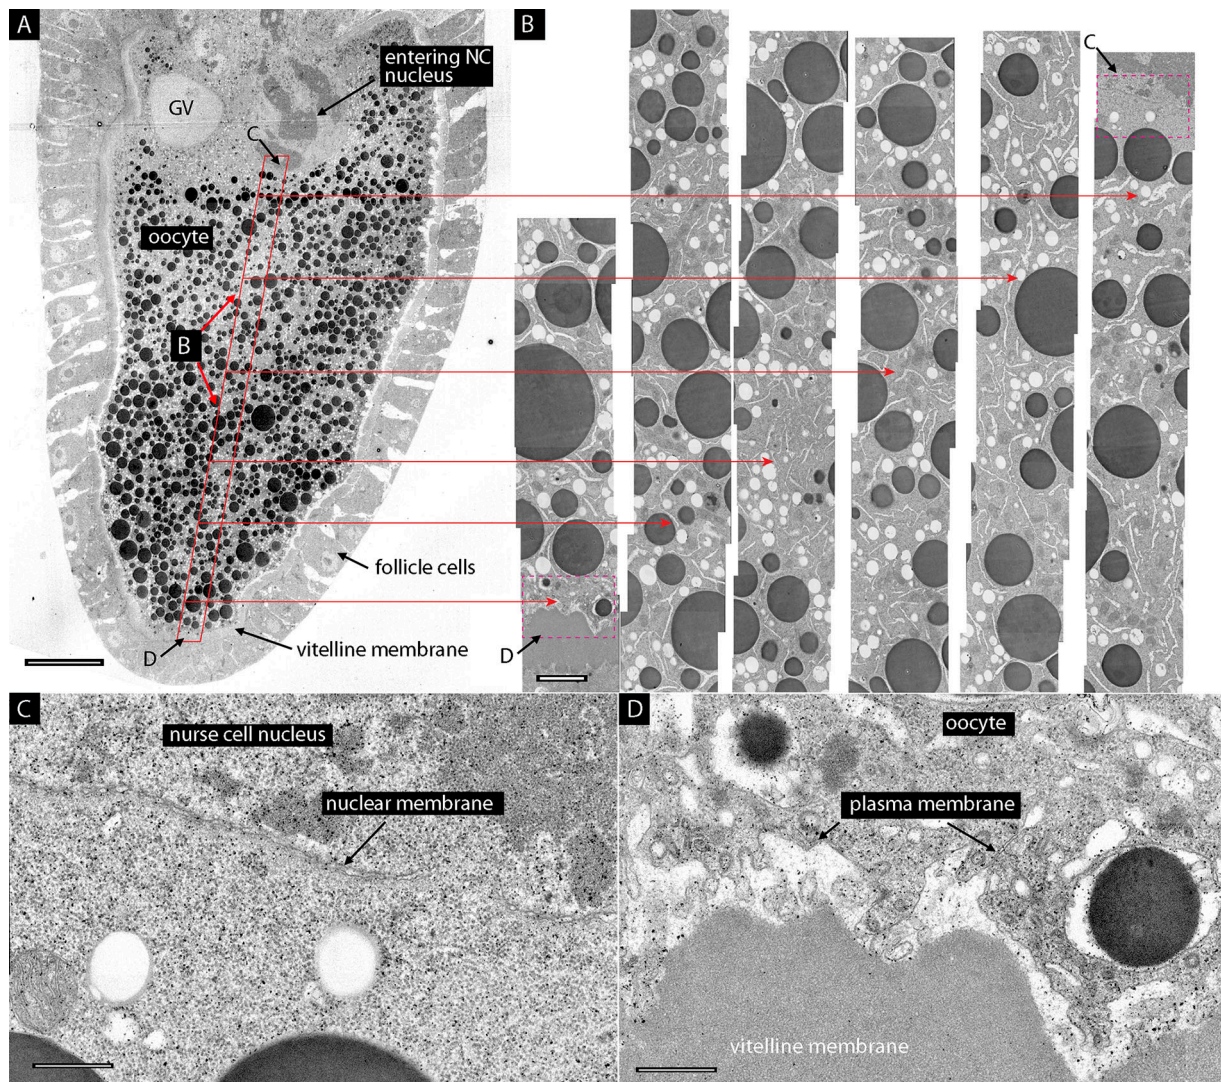 A
entering NC
nucleus
GV
C
oocyte
B
follicle cells
vitelline membrane
D
B
C
D
C
nurse cell nucleus
nuclear membrane
D
oocyte
plasma membrane
vitelline membrane